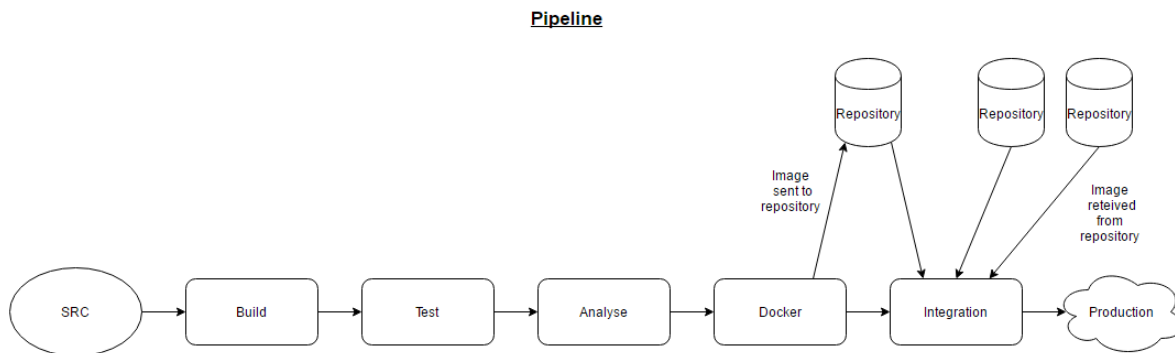 Pipeline
Repository
Repository
Repository
Image
sent to
repository
Image
reteived
from
repository
SRC
Build
Test
Analyse
Docker
Integration
Production